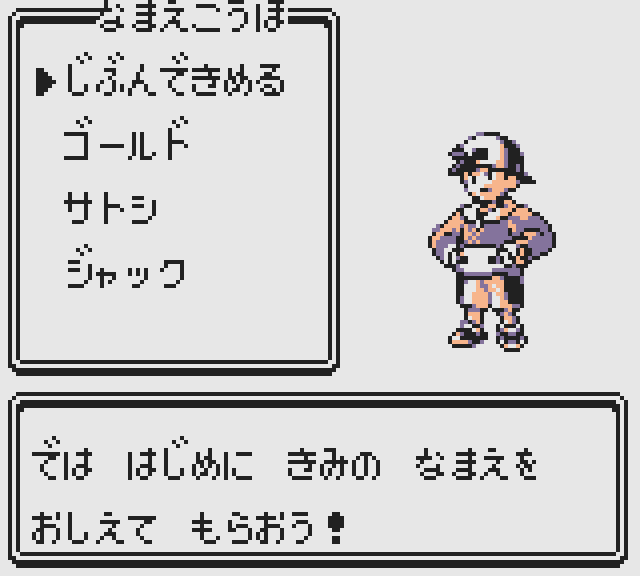 なまえこうほ
▶じぶんできめる
ゴールド
サトシ
ジャック
では　はじめに　きみの　なまえを
おしえて　もらおう！